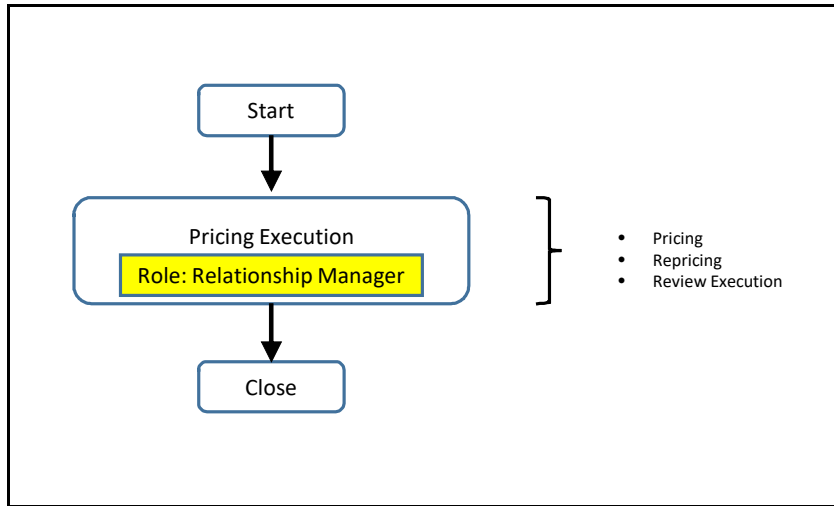 Start
Pricing Execution
Role: Relationship Manager
• Pricing
• Repricing
• Review Execution
Close